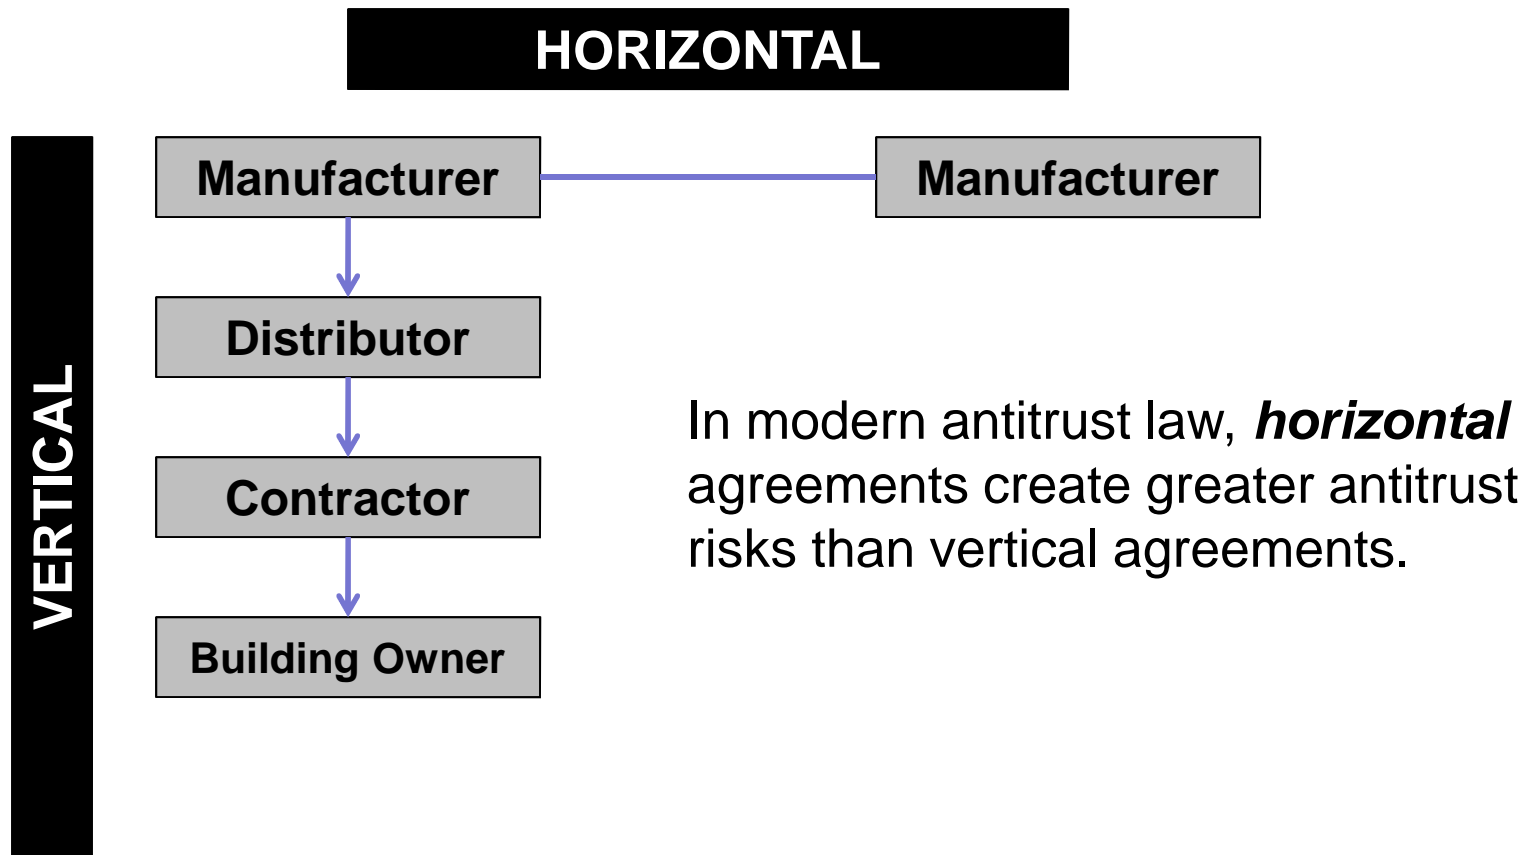 HORIZONTAL
Manufacturer
Manufacturer
Distributor
Contractor
Building Owner
VERTICAL
In modern antitrust law, horizontal
agreements create greater antitrust
risks than vertical agreements.